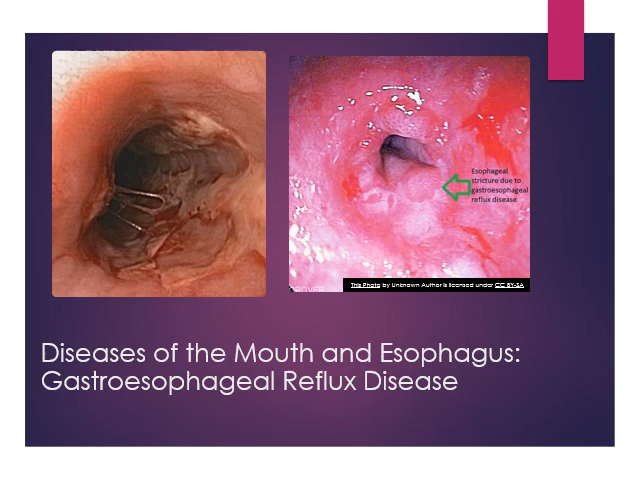 Esophageal
stricture due to
gastroesophageal
reflux disease
This Photo by Unknown Author is licensed under CC BY-SA
Diseases of the Mouth and Esophagus:
Gastroesophageal Reflux Disease